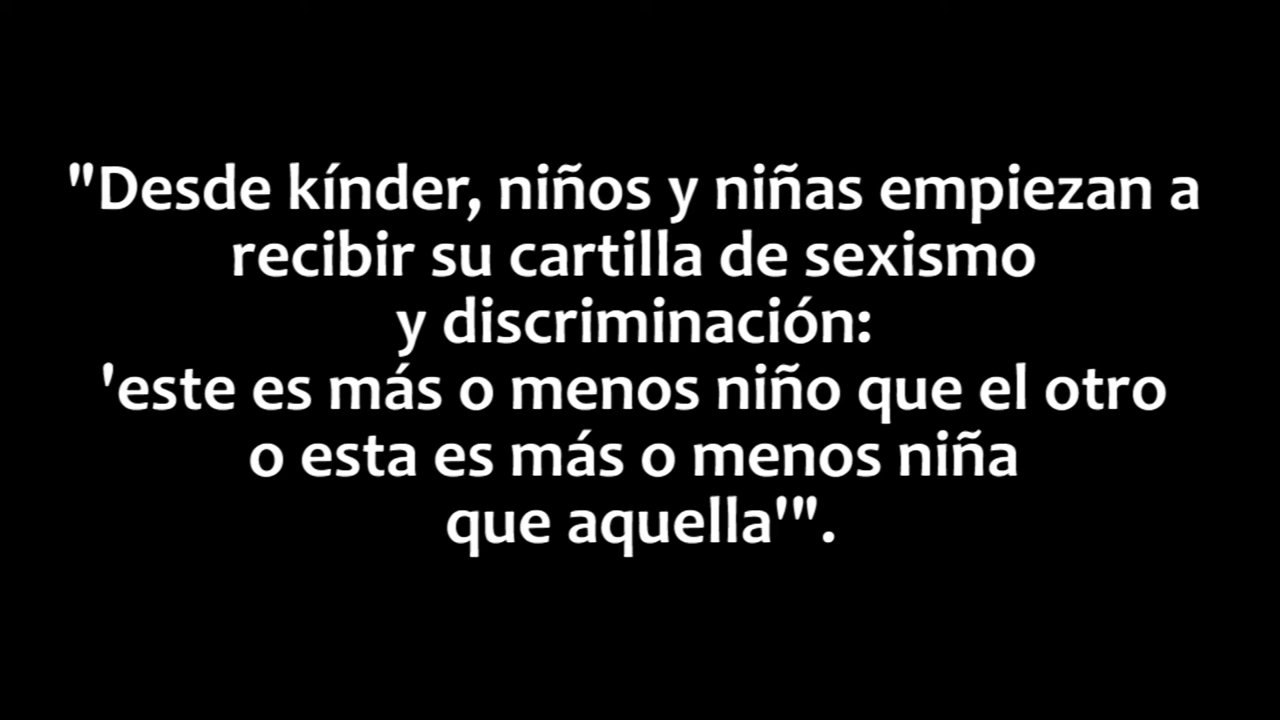 "Desde kínder, niños y niñas empiezan a
recibir su cartilla de sexismo
y discriminación:
'este es más o menos niño que el otro
o esta es más o menos niña
que aquella'".